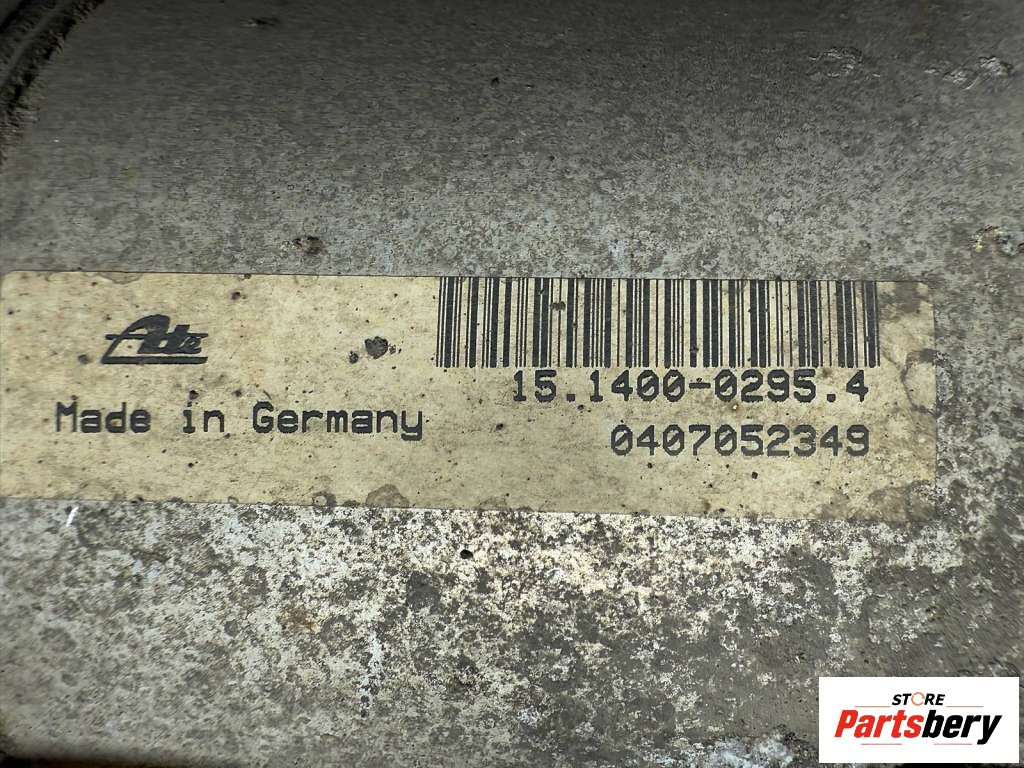 Ate
15.1400-0295.4
Made in Germany
0407052349
STORE
Partsbery